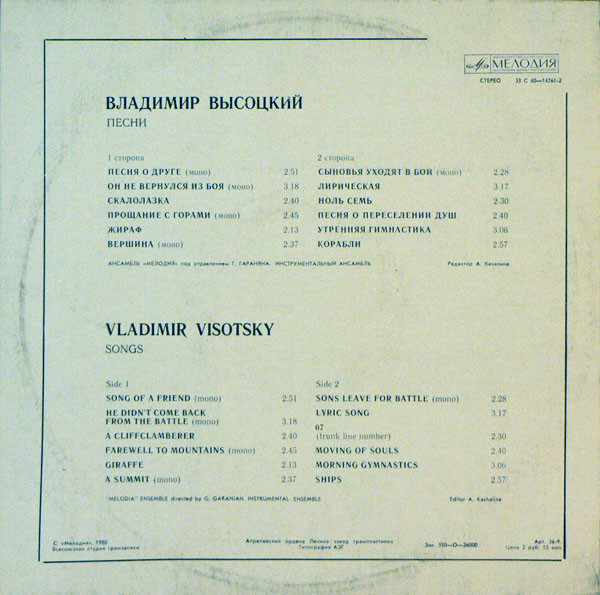 МЕЛОДИЯ
СТЕРЕО 33 С 60—14761-2
ВЛАДИМИР ВЫСОЦКИЙ
ПЕСНИ
1 сторона
ПЕСНЯ О ДРУГЕ (моно) 2.51
ОН НЕ ВЕРНУЛСЯ ИЗ БОЯ (моно) 3.18
СКАЛОЛАЗКА 2.40
ПРОЩАНИЕ С ГОРАМИ (моно) 2.45
ЖИРАФ 2.13
ВЕРШИНА (моно) 2.37
2 сторона
СЫНОВЬЯ УХОДЯТ В БОЙ (моно) 2.28
ЛИРИЧЕСКАЯ 3.17
НОЛЬ СЕМЬ 2.30
ПЕСНЯ О ПЕРЕСЕЛЕНИИ ДУШ 2.40
УТРЕННЯЯ ГИМНАСТИКА 3.06
КОРАБЛИ 2.57
АНСАМБЛЬ «МЕЛОДИЯ» под управлением Г. ГАРАНЯНА. ИНСТРУМЕНТАЛЬНЫЙ АНСАМБЛЬ
Редактор А. Качалина
VLADIMIR VISOTSKY
SONGS
Side 1
SONG OF A FRIEND (mono) 2.51
HE DIDN'T COME BACK
FROM THE BATTLE (mono) 3.18
A CLIFFCLAMBERER 2.40
FAREWELL TO MOUNTAINS (mono) 2.45
GIRAFFE 2.13
A SUMMIT (mono) 2.37
Side 2
SONS LEAVE FOR BATTLE (mono) 2.28
LYRIC SONG 3.17
07
(trunk line number) 2.30
MOVING OF SOULS 2.40
MORNING GYMNASTICS 3.06
SHIPS 2.57
"MELODIA" ENSEMBLE directed by G. GARANIAN INSTRUMENTAL ENSEMBLE
Editor A. Kachelina
С «Мелодия», 1980
Всесоюзная студия грамзаписи
Апрелевский ордена Ленина завод грампластинок
Типография АЗГ
Зак. 550—О—26000
Арт. 36-9.
Цена 2 руб. 15 коп.